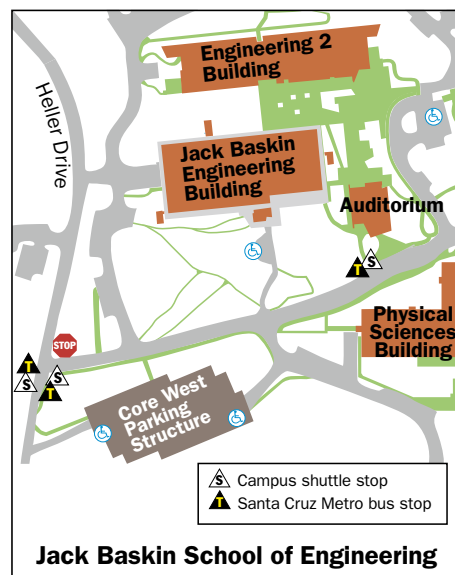 Engineering 2
Building
Heller Drive
Jack Baskin
Engineering
Building
Auditorium
S
T
Physical
Sciences
Building
STOP
T
S
S
T
Core West
Parking
Structure
S Campus shuttle stop
T Santa Cruz Metro bus stop
Jack Baskin School of Engineering